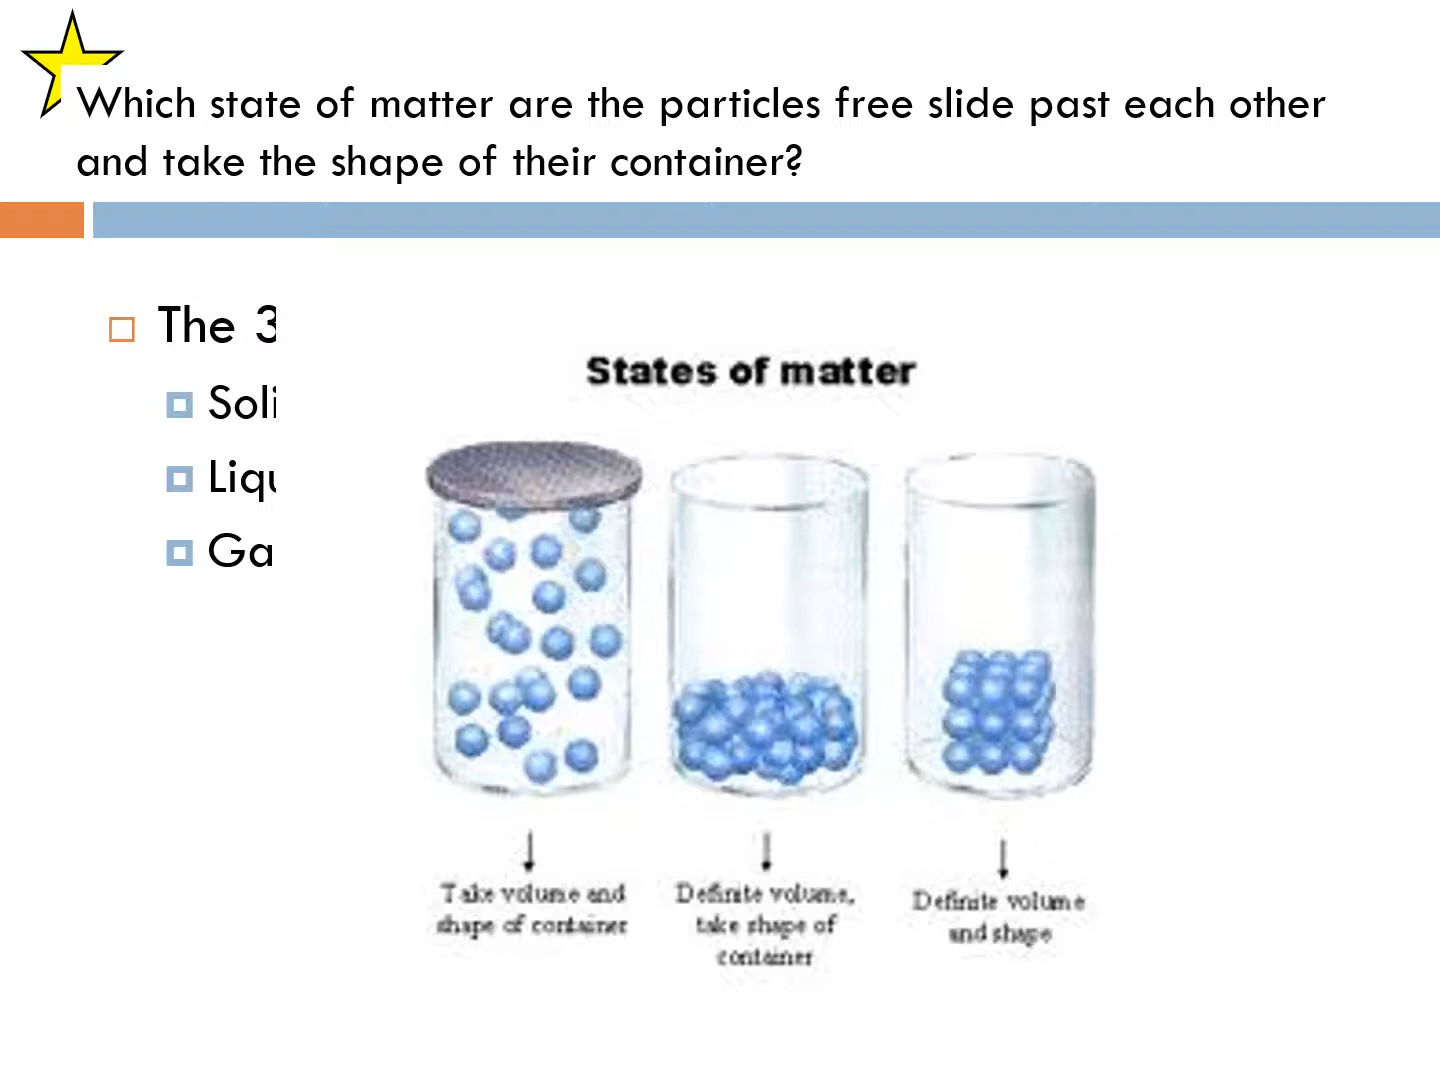 Which state of matter are the particles free slide past each other
and take the shape of their container?
The 3
Soli
Liqu
Ga
States of matter
Take volume and
shape of container
Definite volume,
take shape of
container
Definite volume
and shape